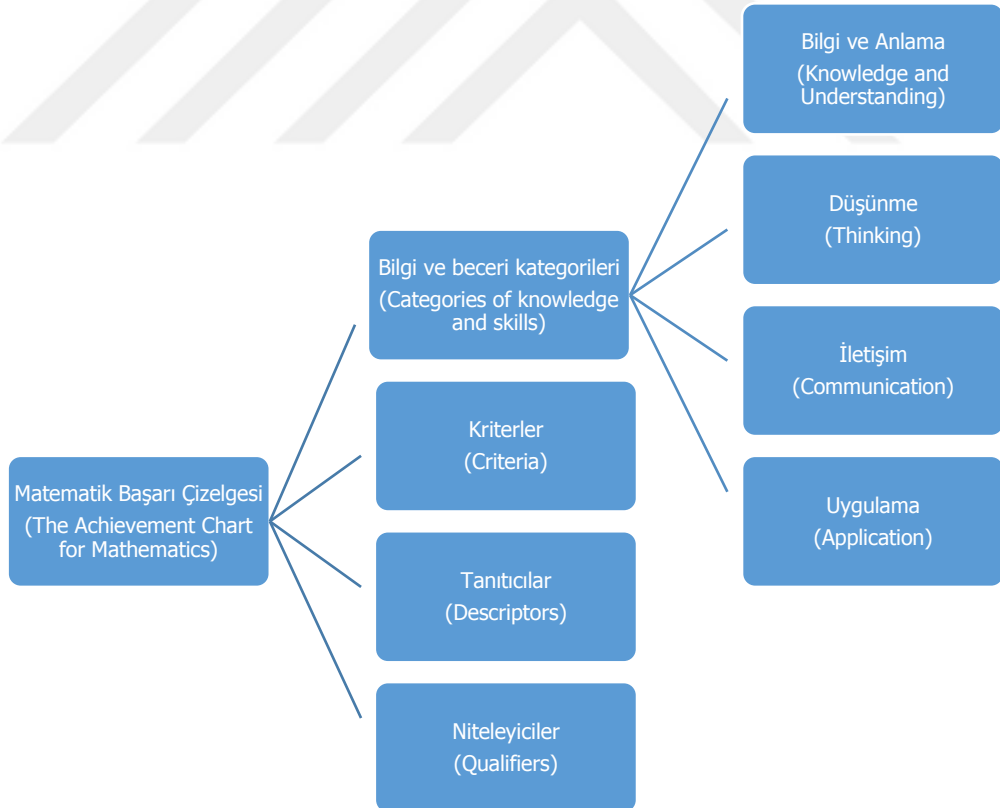 Matematik Başarı Çizelgesi
(The Achievement Chart
for Mathematics)
Bilgi ve beceri kategorileri
(Categories of knowledge
and skills)
Bilgi ve Anlama
(Knowledge and
Understanding)
Düşünme
(Thinking)
İletişim
(Communication)
Uygulama
(Application)
Kriterler
(Criteria)
Tanıtıcılar
(Descriptors)
Niteleyiciler
(Qualifiers)